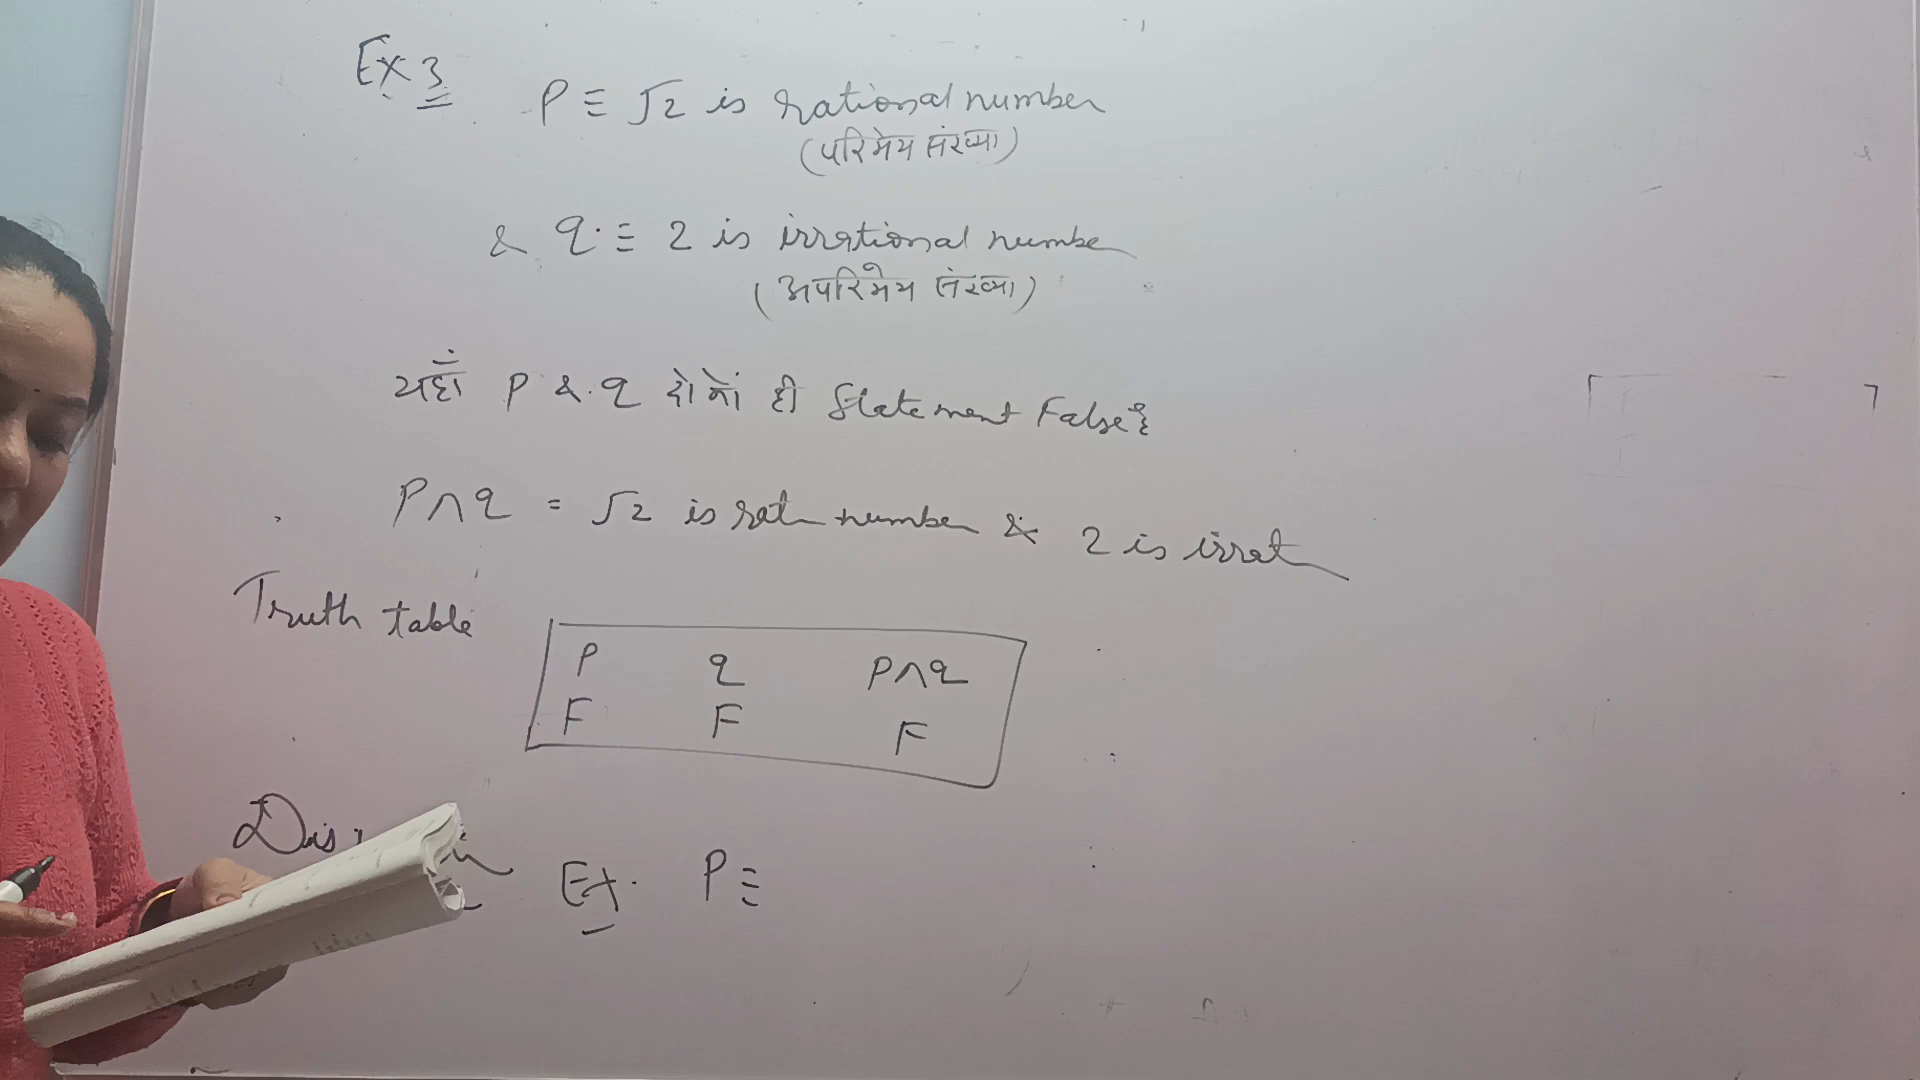 Ex 3
P ≡ √2 is rational number
(परिमेय संख्या)
& q ≡ 2 is irrational number
(अपरिमेय संख्या)
यहाँ P & q दोनों ही Statement False है
P∧q = √2 is rat number & 2 is irrat
Truth table
P q P∧q
F F F
Ex. P ≡